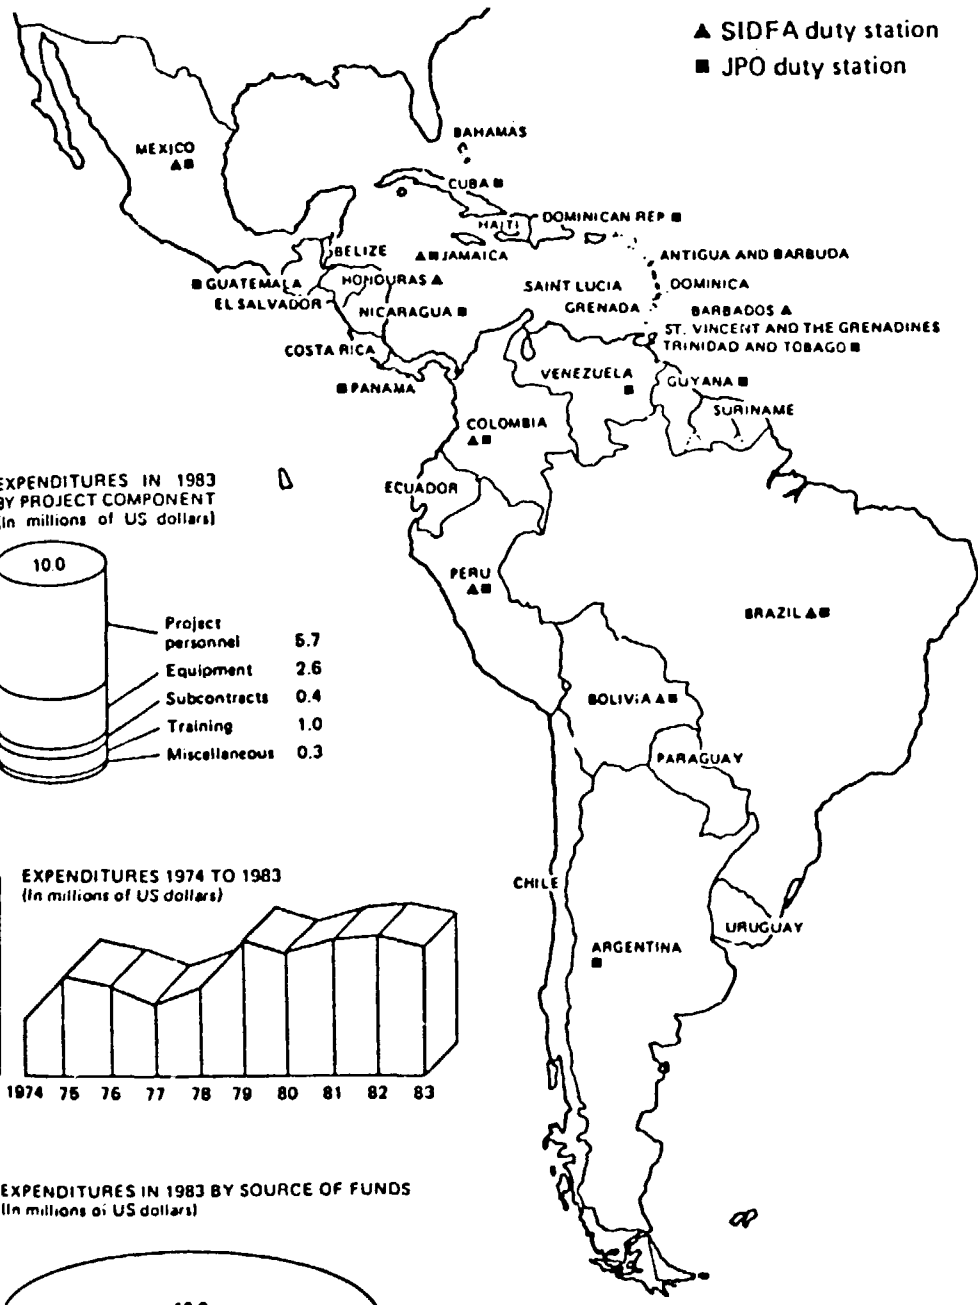 ▲ SIDFA duty station
■ JPO duty station
BAHAMAS
MEXICO
▲■
CUBA ■
DOMINICAN REP ■
HAITI
BELIZE
▲■ JAMAICA
ANTIGUA AND BARBUDA
■ GUATEMALA
HONOURAS ▲
SAINT LUCIA
DOMINICA
EL SALVADOR
NICARAGUA ■
GRENADA
BARBADOS ▲
ST. VINCENT AND THE GRENADINES
TRINIDAD AND TOBAGO ■
COSTA RICA
■ PANAMA
VENEZUELA
■
GUYANA ■
SURINAME
COLOMBIA
▲■
ECUADOR
PERU
▲■
BRAZIL ▲■
BOLIViA ▲■
PARAGUAY
CHILE
URUGUAY
ARGENTINA
■
EXPENDITURES IN 1983
BY PROJECT COMPONENT
(In millions of US dollars)
10.0
Project
personnel 5.7
Equipment 2.6
Subcontracts 0.4
Training 1.0
Miscellaneous 0.3
EXPENDITURES 1974 TO 1983
(In millions of US dollars)
1974 75 76 77 78 79 80 81 82 83
EXPENDITURES IN 1983 BY SOURCE OF FUNDS
(In millions of US dollars)